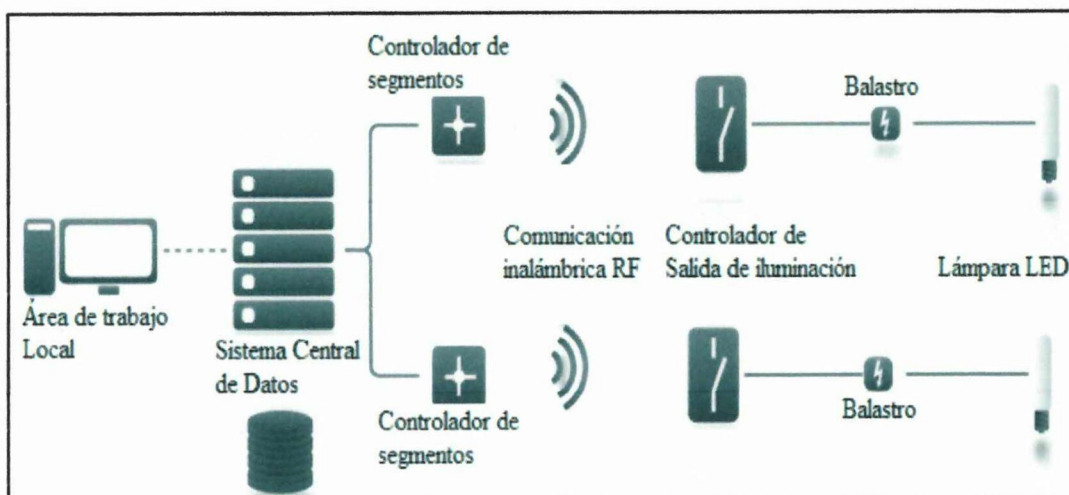 Controlador de
segmentos
Balastro
Comunicación
inalámbrica RF
Controlador de
Salida de iluminación
Lámpara LED
Área de trabajo
Local
Sistema Central
de Datos
Controlador de
segmentos
Balastro